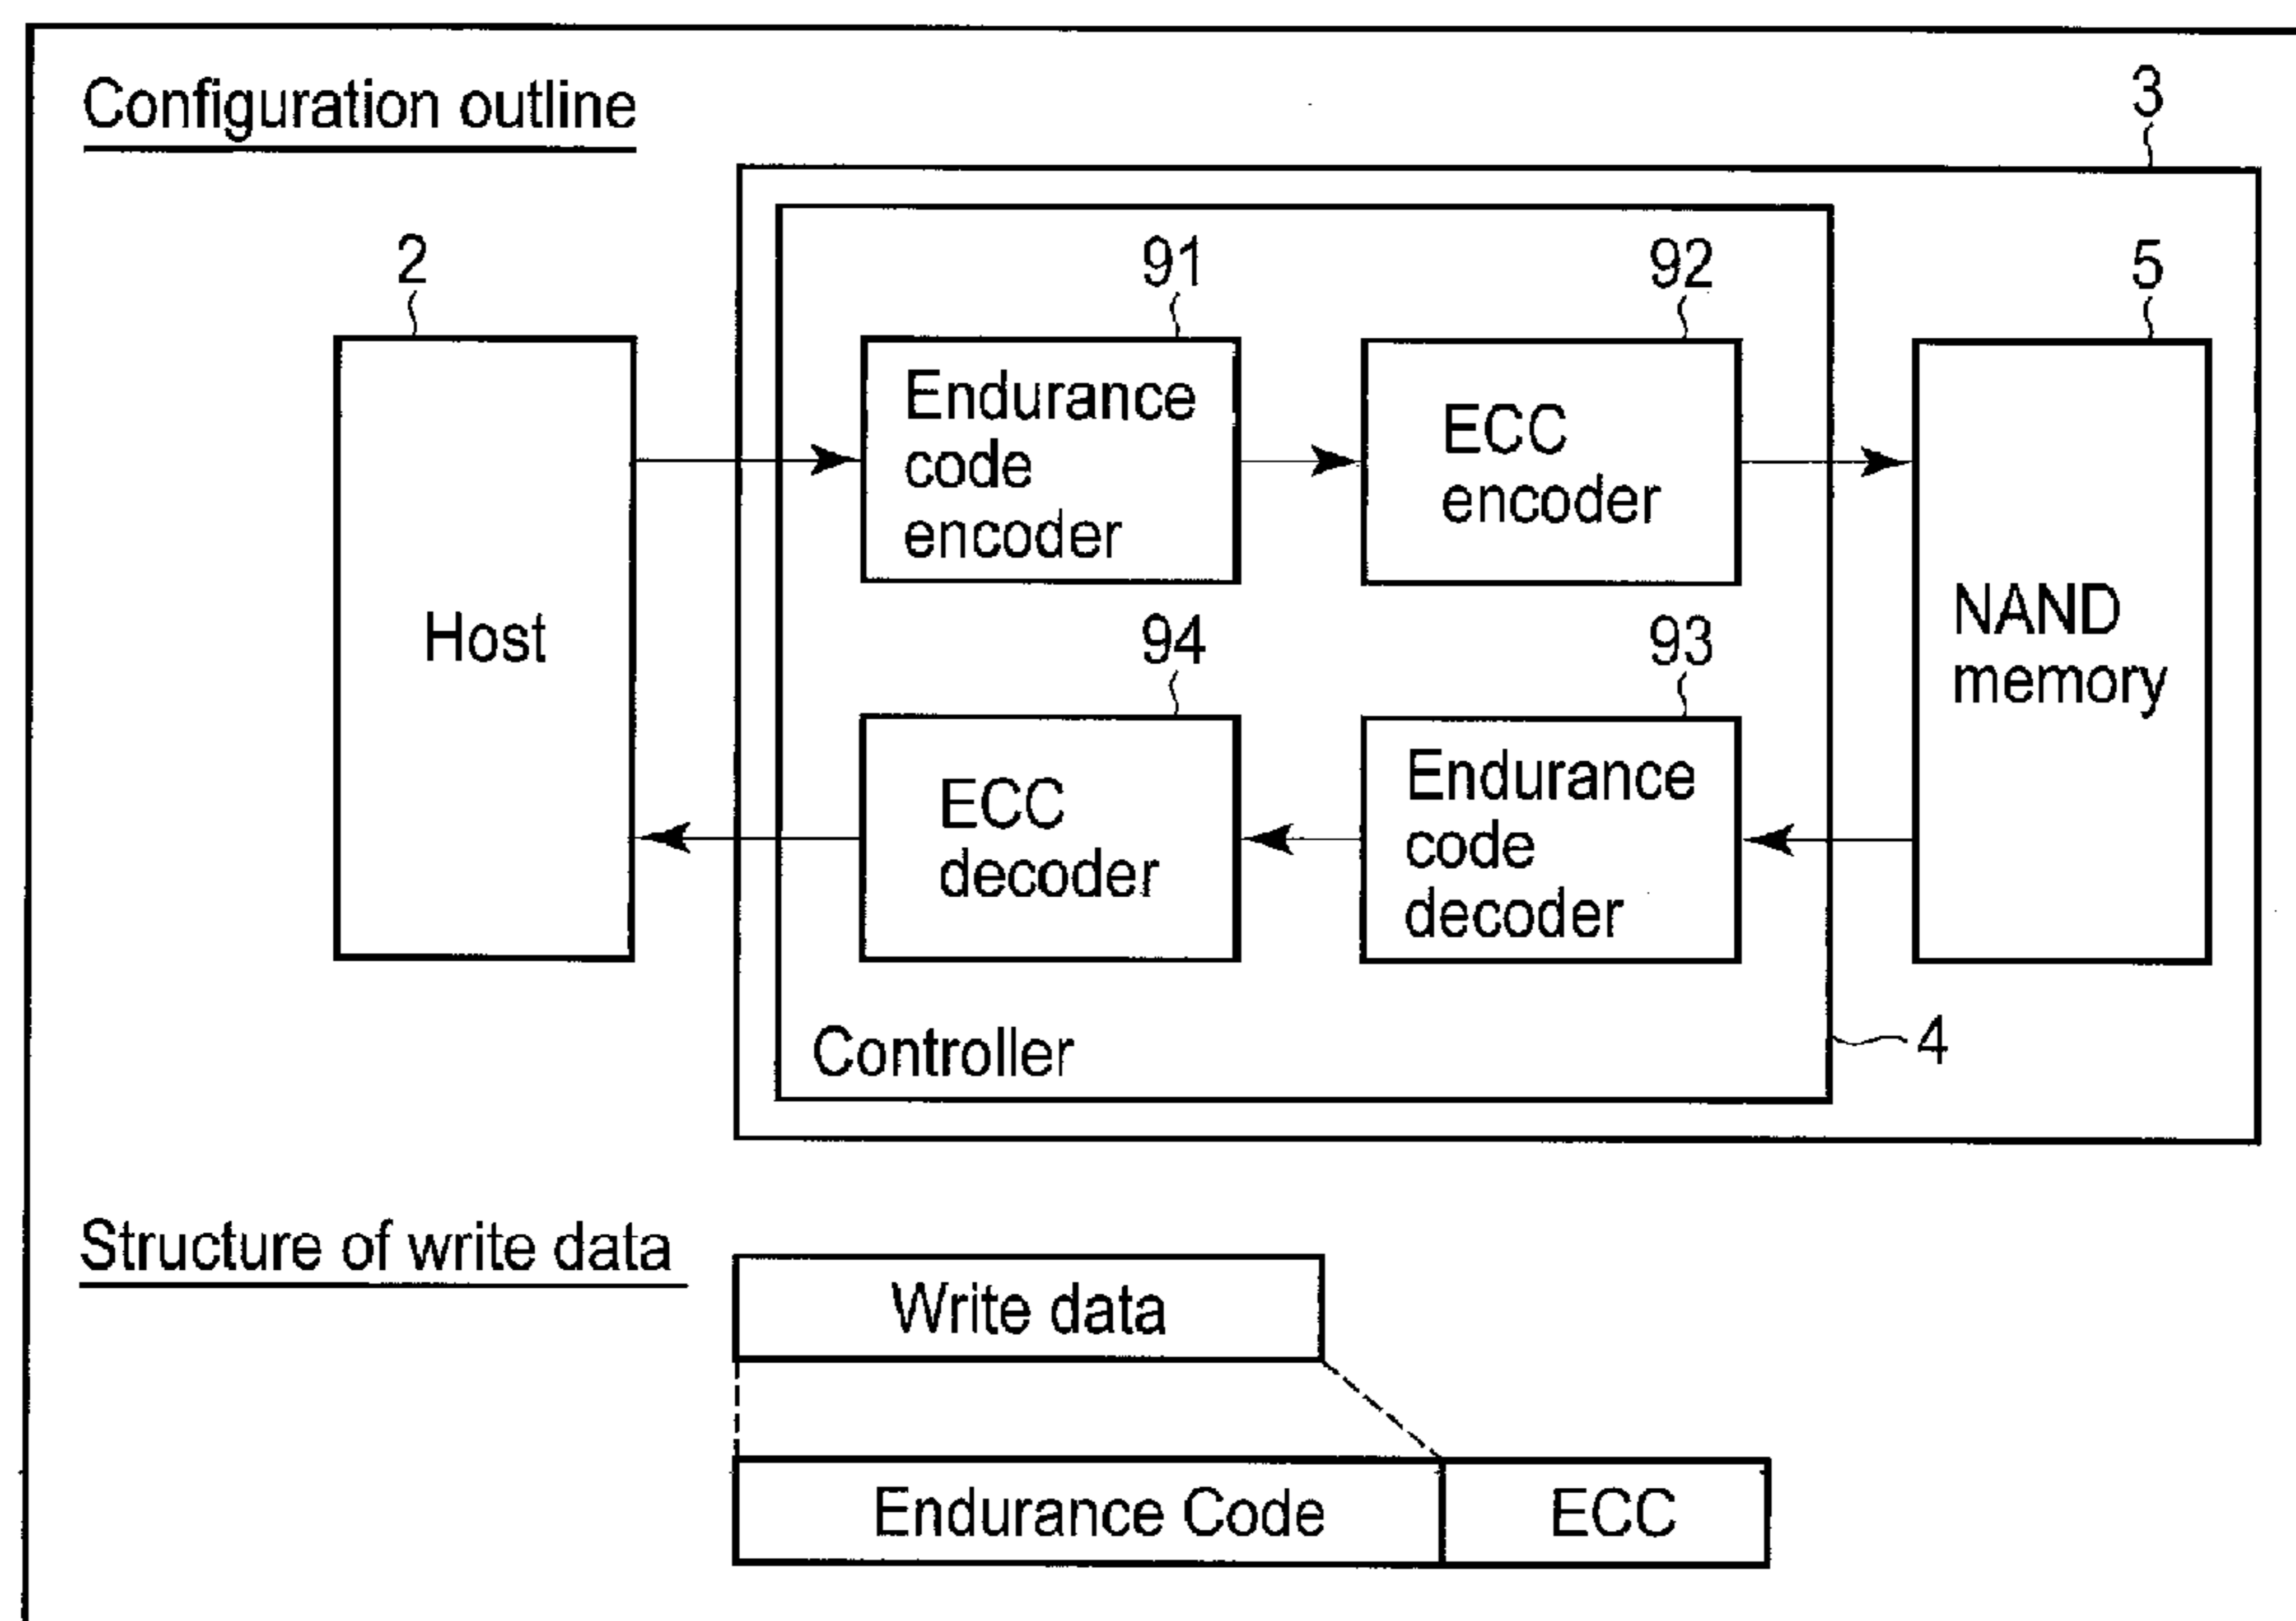 Configuration outline
3
2
91
92
5
Endurance
code
encoder
ECC
encoder
Host
NAND
memory
94
93
ECC
decoder
Endurance
code
decoder
Controller
4
Structure of write data
Write data
Endurance Code
ECC